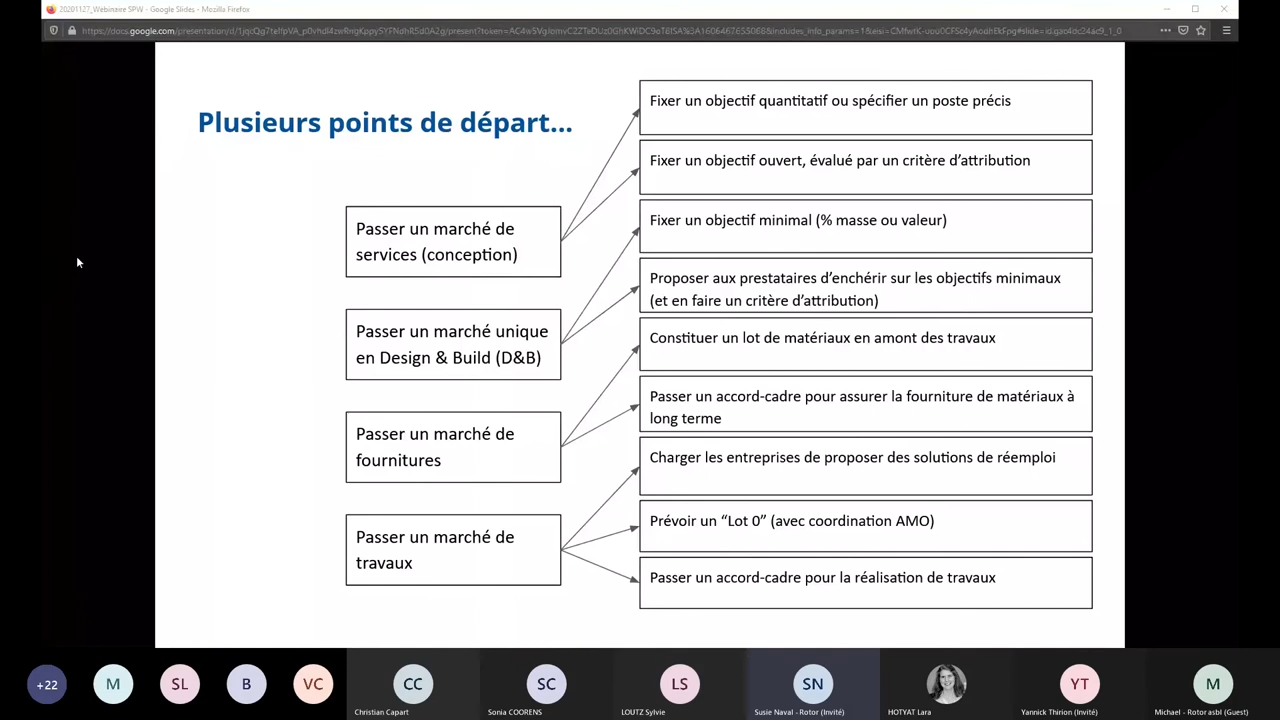 20201127_Webinaire SPW - Google Slides - Mozilla Firefox
Plusieurs points de départ...
Passer un marché de
services (conception)
Passer un marché unique
en Design & Build (D&B)
Passer un marché de
fournitures
Passer un marché de
travaux
Fixer un objectif quantitatif ou spécifier un poste précis
Fixer un objectif ouvert, évalué par un critère d'attribution
Fixer un objectif minimal (% masse ou valeur)
Proposer aux prestataires d'enchérir sur les objectifs minimaux
(et en faire un critère d'attribution)
Constituer un lot de matériaux en amont des travaux
Passer un accord-cadre pour assurer la fourniture de matériaux à
long terme
Charger les entreprises de proposer des solutions de réemploi
Prévoir un “Lot 0” (avec coordination AMO)
Passer un accord-cadre pour la réalisation de travaux
+22
M
SL
B
VC
CC
SC
LS
SN
YT
M
Christian Capart
Sonia COORENS
LOUTZ Sylvie
Susie Naval - Rotor (Invité)
HOTYAT Lara
Yannick Thirion (Invité)
Michael - Rotor asbl (Guest)